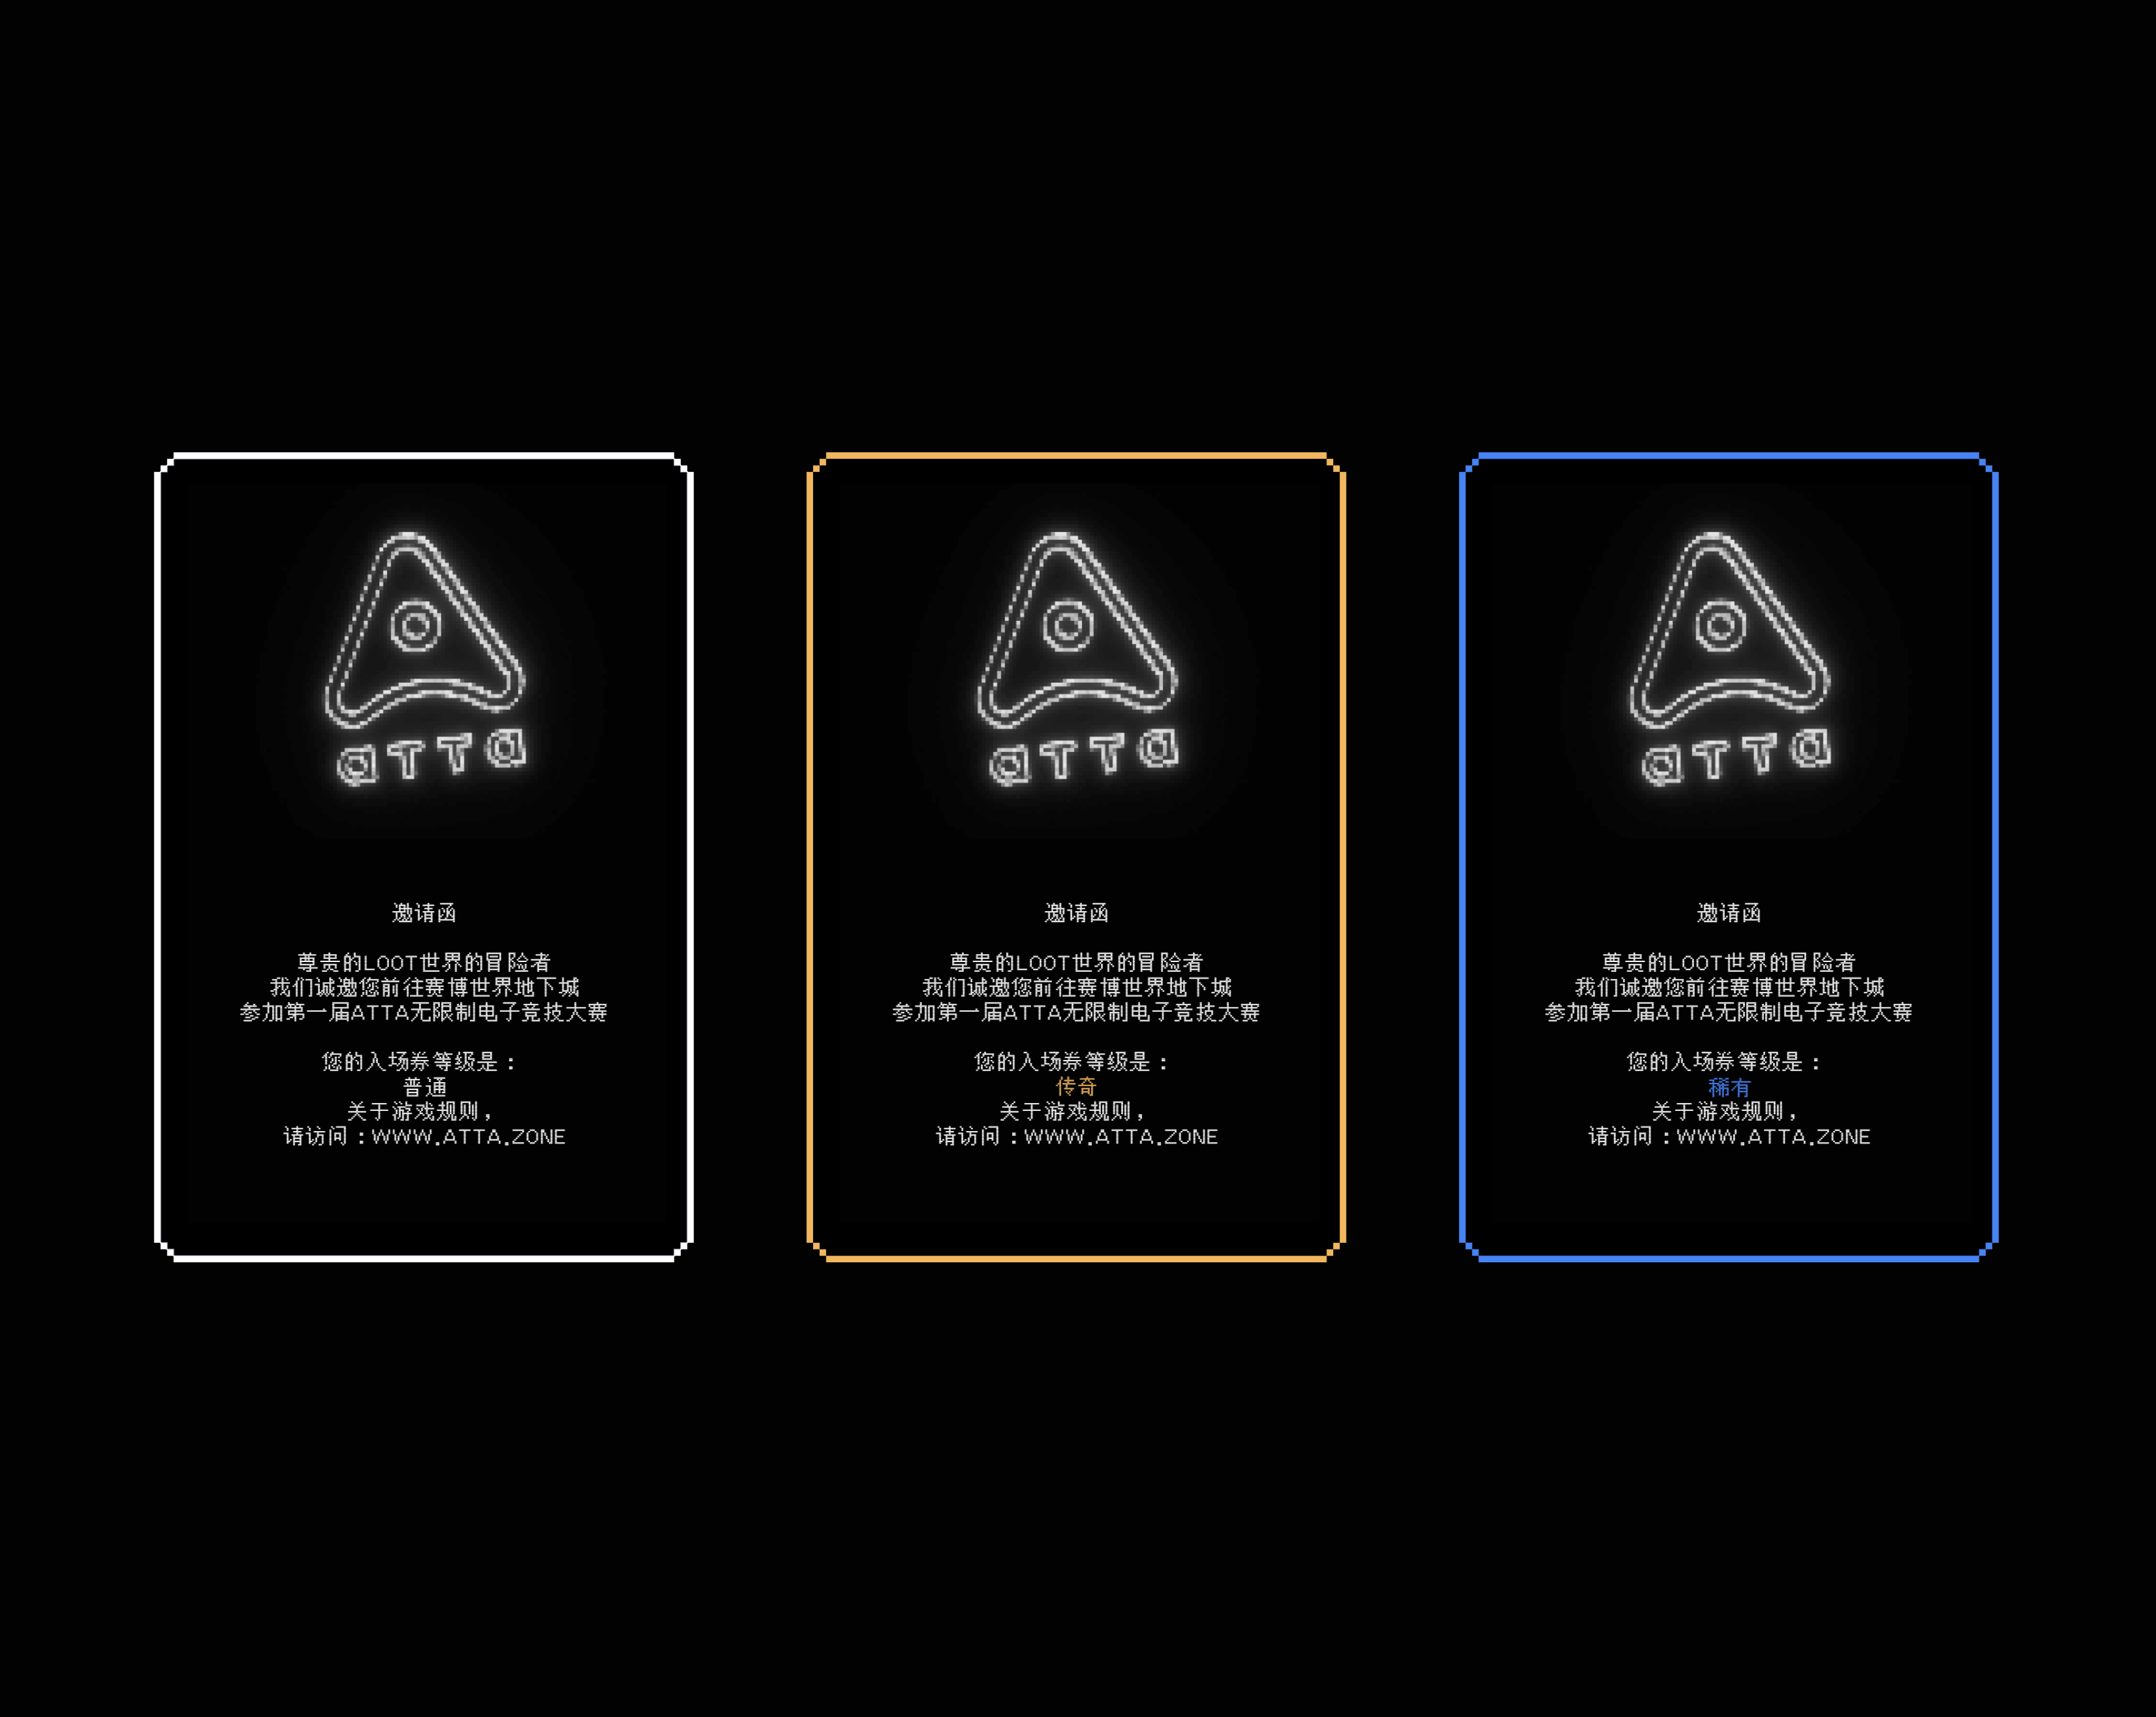 aTTa
邀请函
尊贵的LOOT世界的冒险者
我们诚邀您前往赛博世界地下城
参加第一届ATTA无限制电子竞技大赛
您的入场券等级是：
普通
关于游戏规则，
请访问：WWW.ATTA.ZONE
aTTa
邀请函
尊贵的LOOT世界的冒险者
我们诚邀您前往赛博世界地下城
参加第一届ATTA无限制电子竞技大赛
您的入场券等级是：
传奇
关于游戏规则，
请访问：WWW.ATTA.ZONE
aTTa
邀请函
尊贵的LOOT世界的冒险者
我们诚邀您前往赛博世界地下城
参加第一届ATTA无限制电子竞技大赛
您的入场券等级是：
稀有
关于游戏规则，
请访问：WWW.ATTA.ZONE